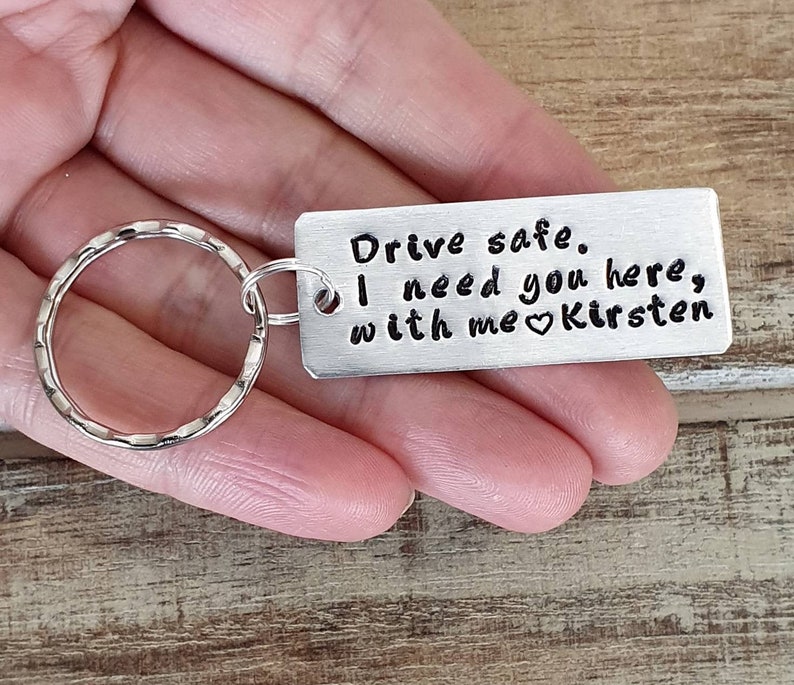 Drive safe.
I need you here,
with me♡Kirsten